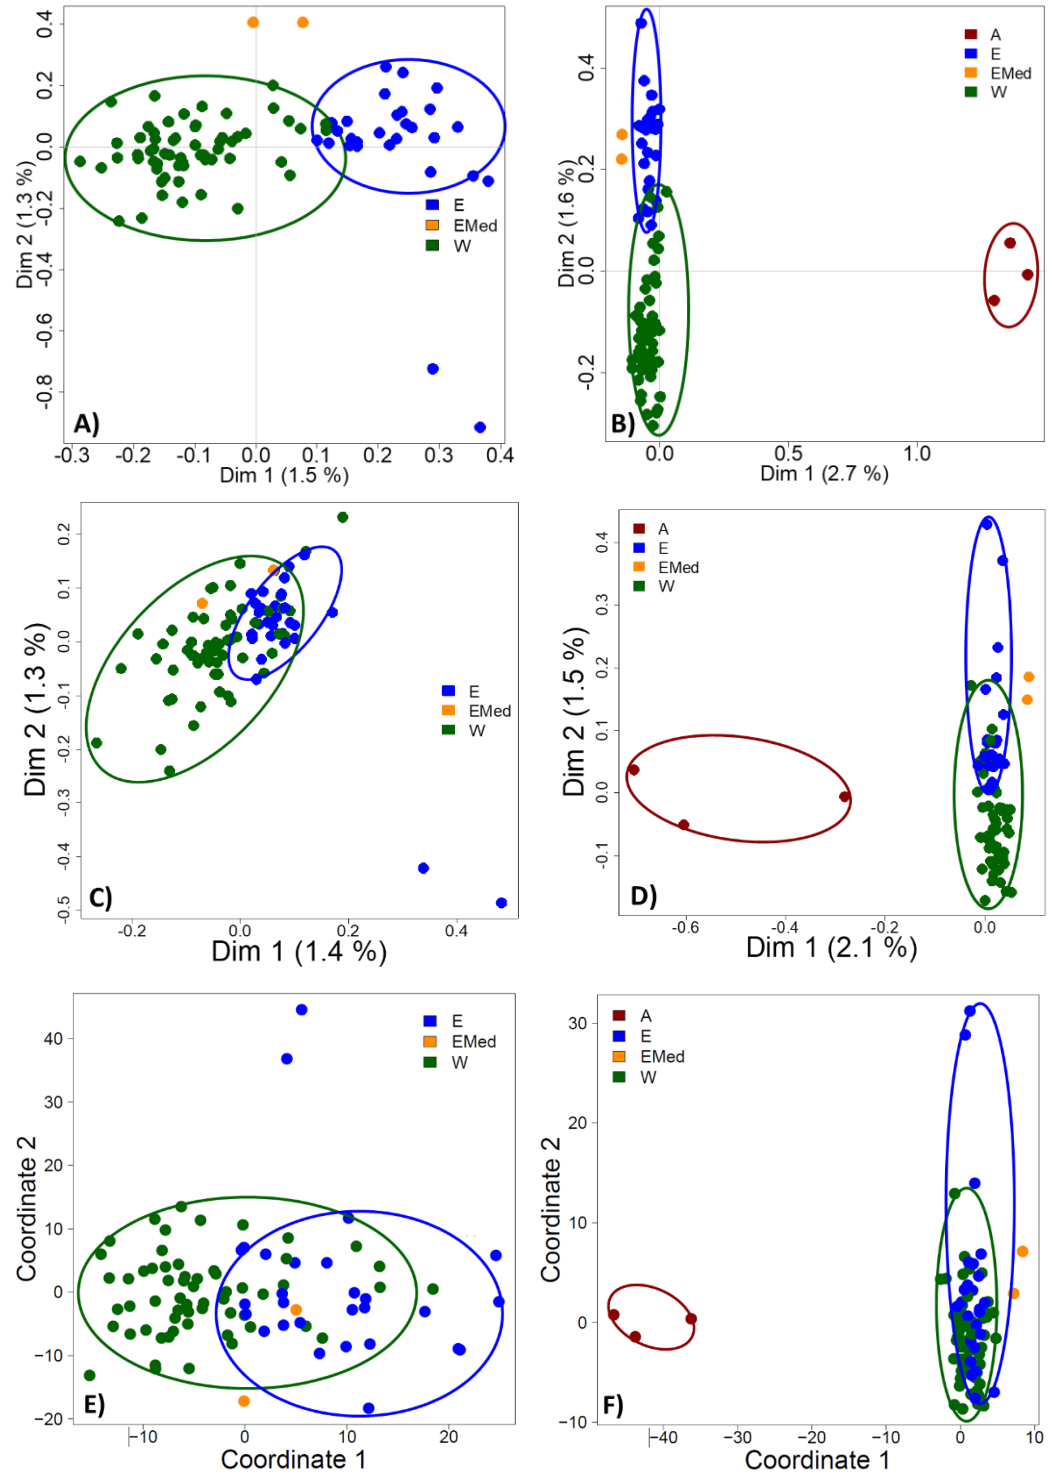 0.4
0.2
0.0
-0.2
-0.4
-0.6
-0.8
Dim 2 (1.3 %)
E
EMed
W
A)
-0.3 -0.2 -0.1 0.0 0.1 0.2 0.3 0.4
Dim 1 (1.5 %)
0.4
0.2
0.0
-0.2
Dim 2 (1.6 %)
A
E
EMed
W
B)
0.0 0.5 1.0
Dim 1 (2.7 %)
0.2
0.1
0.0
-0.1
-0.2
-0.3
-0.4
-0.5
Dim 2 (1.3 %)
E
EMed
W
C)
-0.2 0.0 0.2 0.4
Dim 1 (1.4 %)
0.4
0.3
0.2
0.1
0.0
-0.1
Dim 2 (1.5 %)
A
E
EMed
W
D)
-0.6 -0.4 -0.2 0.0
Dim 1 (2.1 %)
40
30
20
10
0
-10
-20
Coordinate 2
E
EMed
W
E)
-10 0 10 20
Coordinate 1
30
20
10
0
-10
Coordinate 2
A
E
EMed
W
F)
-40 -30 -20 -10 0 10
Coordinate 1